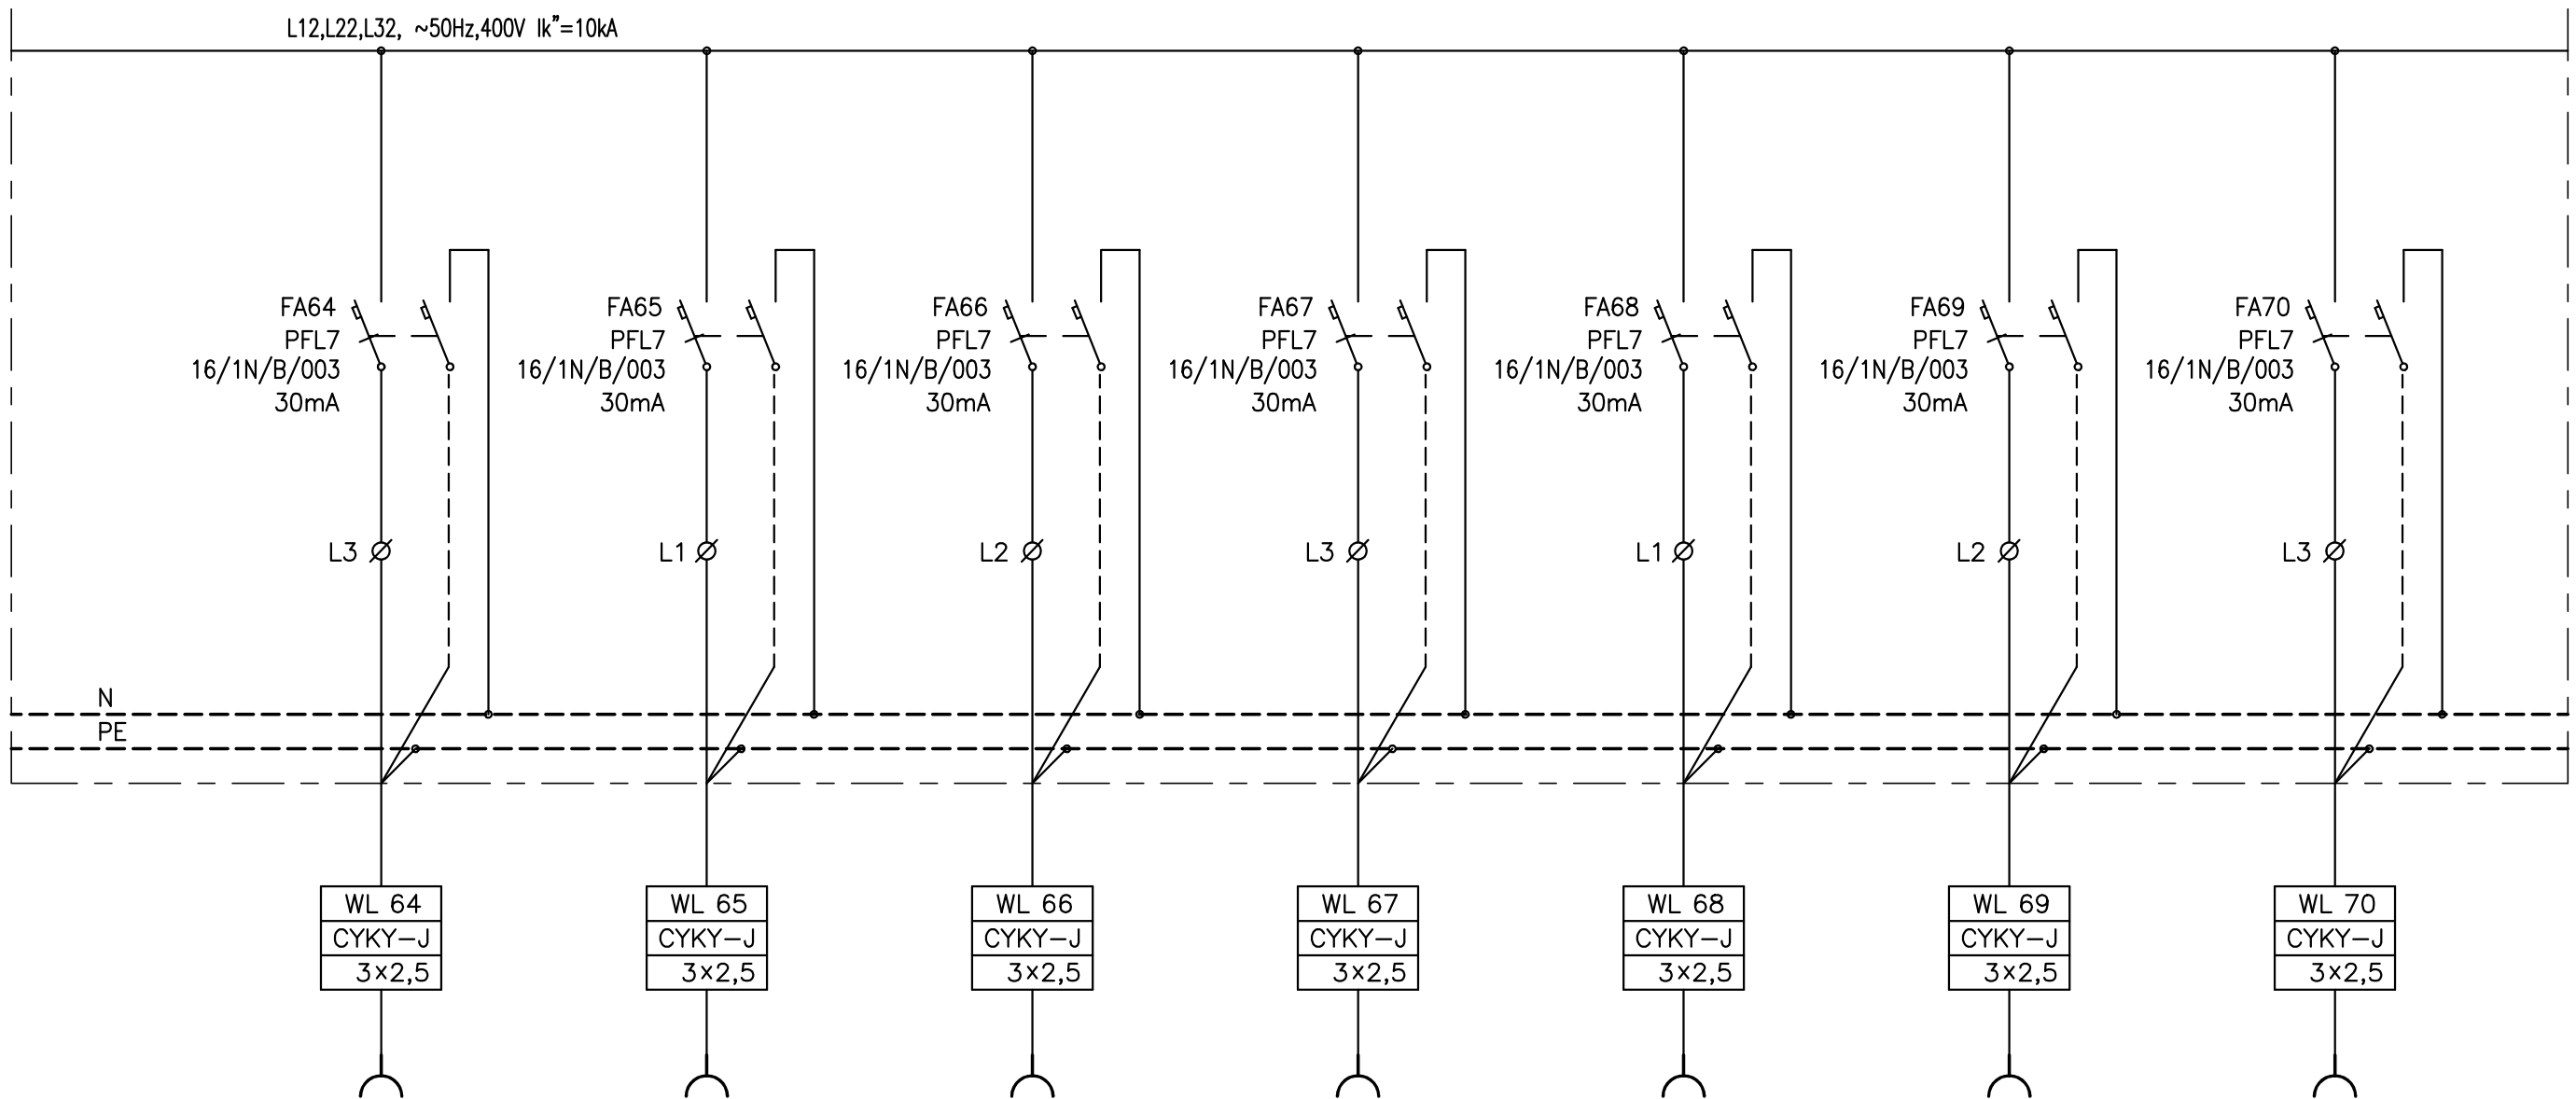 L12,L22,L32, ~50Hz,400V Ik”=10kA
FA64
PFL7
16/1N/B/003
30mA
FA65
PFL7
16/1N/B/003
30mA
FA66
PFL7
16/1N/B/003
30mA
FA67
PFL7
16/1N/B/003
30mA
FA68
PFL7
16/1N/B/003
30mA
FA69
PFL7
16/1N/B/003
30mA
FA70
PFL7
16/1N/B/003
30mA
L3
L1
L2
L3
L1
L2
L3
N
PE
WL 64
CYKY-J
3x2,5
WL 65
CYKY-J
3x2,5
WL 66
CYKY-J
3x2,5
WL 67
CYKY-J
3x2,5
WL 68
CYKY-J
3x2,5
WL 69
CYKY-J
3x2,5
WL 70
CYKY-J
3x2,5